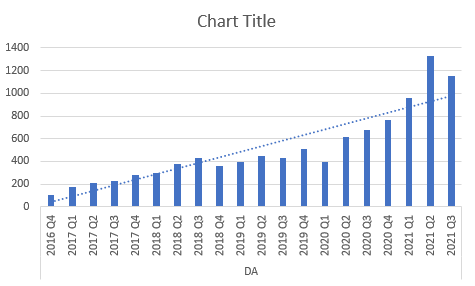 Chart Title
1400
1200
1000
800
600
400
200
0
2016 Q4
2017 Q1
2017 Q2
2017 Q3
2017 Q4
2018 Q1
2018 Q2
2018 Q3
2018 Q4
2019 Q1
2019 Q2
2019 Q3
2019 Q4
2020 Q1
2020 Q2
2020 Q3
2020 Q4
2021 Q1
2021 Q2
2021 Q3
DA